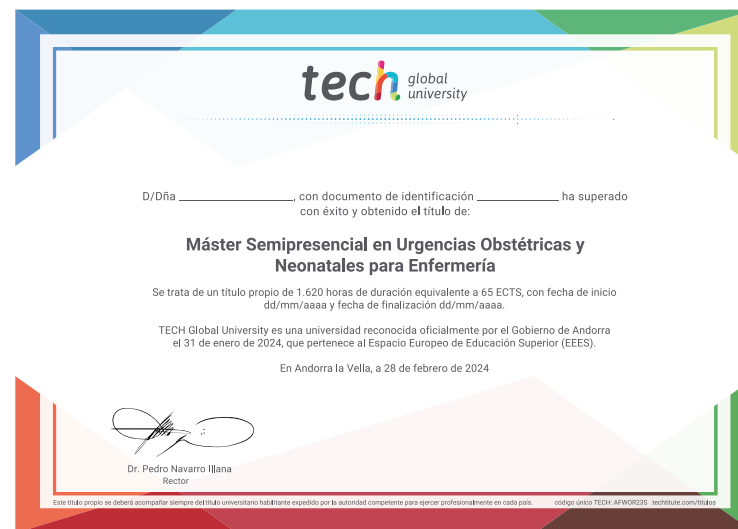 tech global university
D/Dña ______________, con documento de identificación __________ ha superado
con éxito y obtenido el título de:
Máster Semipresencial en Urgencias Obstétricas y
Neonatales para Enfermería
Se trata de un título propio de 1.620 horas de duración equivalente a 65 ECTS, con fecha de inicio
dd/mm/aaaa y fecha de finalización dd/mm/aaaa.
TECH Global University es una universidad reconocida oficialmente por el Gobierno de Andorra
el 31 de enero de 2024, que pertenece al Espacio Europeo de Educación Superior (EEES).
En Andorra la Vella, a 28 de febrero de 2024
Dr. Pedro Navarro Illana
Rector
Este título propio se deberá acompañar siempre del título universitario habilitante expedido por la autoridad competente para ejercer profesionalmente en cada país. código único TECH: AFWOR23S techtitute.com/titulos